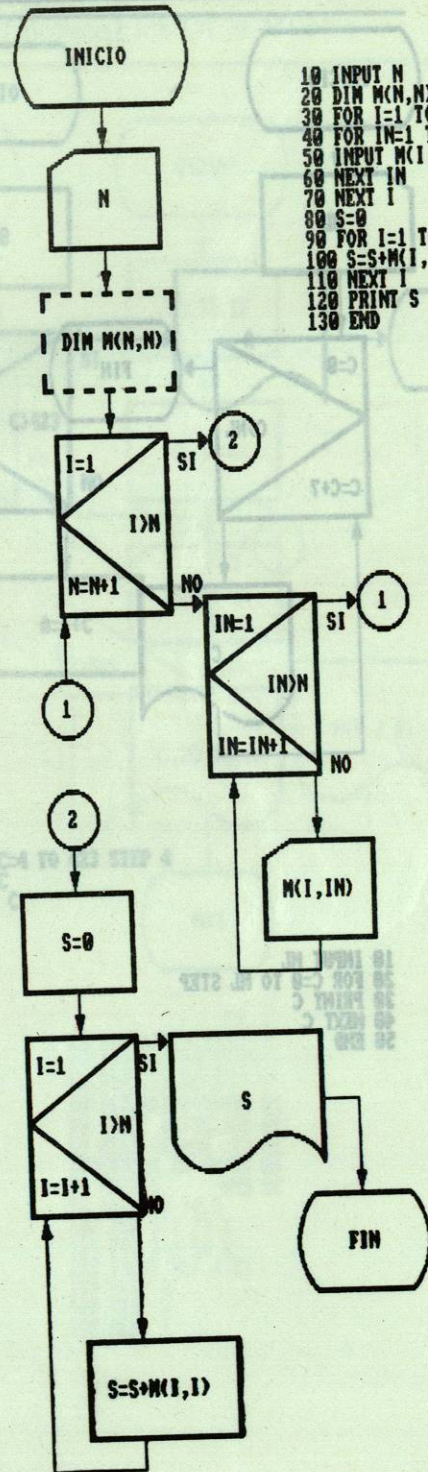 INICIO
N
DIM M(N,N)
I=1
I>N
N=N+1
SI
2
NO
1
IN=1
IN>N
IN=IN+1
SI
1
NO
M(I,IN)
2
S=0
I=1
I>N
I=I+1
SI
NO
S
FIN
S=S+M(I,I)
10 INPUT N
20 DIM M(N,N)
30 FOR I=1 T
40 FOR IN=1
50 INPUT M(I
60 NEXT IN
70 NEXT I
80 S=0
90 FOR I=1 T
100 S=S+M(I,
110 NEXT I
120 PRINT S
130 END